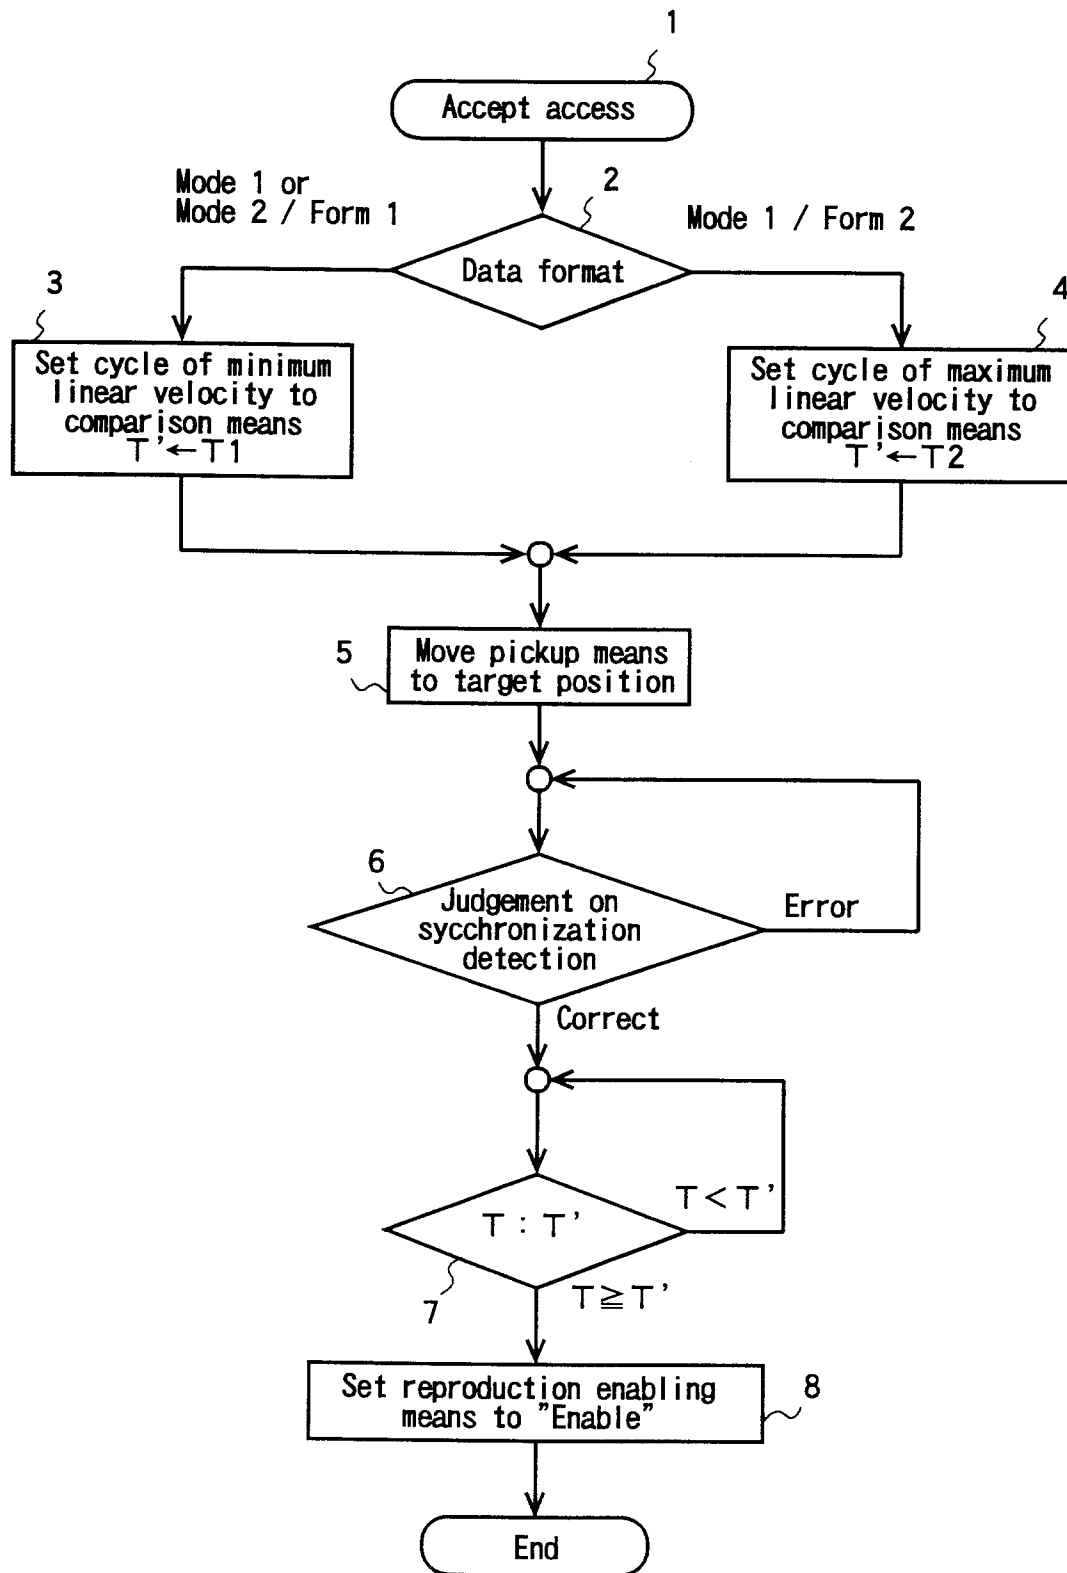 1
Accept access
Mode 1 or
Mode 2 / Form 1
2
Mode 1 / Form 2
Data format
3
4
Set cycle of minimum
linear velocity to
comparison means
T'←T1
Set cycle of maximum
linear velocity to
comparison means
T'←T2
5
Move pickup means
to target position
6
Judgement on
sycchronization
detection
Error
Correct
T<T'
T : T'
7
T≧T'
Set reproduction enabling
means to "Enable"
8
End